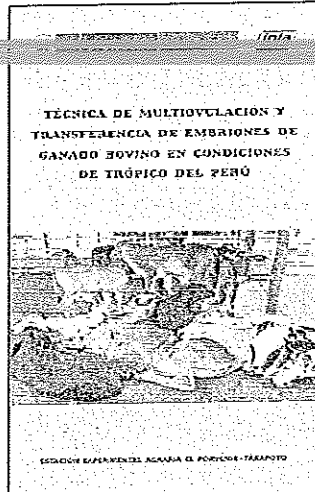 inia
TÉCNICA DE MULTIOVULACIÓN Y
TRANSFERENCIA DE EMBRIONES DE
GANADO BOVINO EN CONDICIONES
DE TRÓPICO DEL PERÚ
ESTACIÓN EXPERIMENTAL AGRARIA EL PORVENIR - TARAPOTO